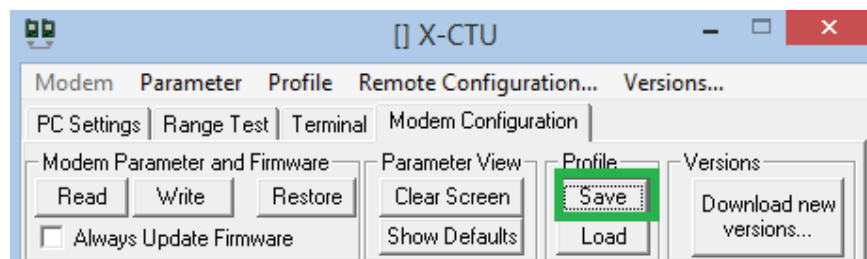 [] X-CTU
Modem Parameter Profile Remote Configuration... Versions...
PC Settings Range Test Terminal Modem Configuration
Modem Parameter and Firmware Parameter View Profile Versions
Read Write Restore Clear Screen Save Download new
versions...
Always Update Firmware Show Defaults Load